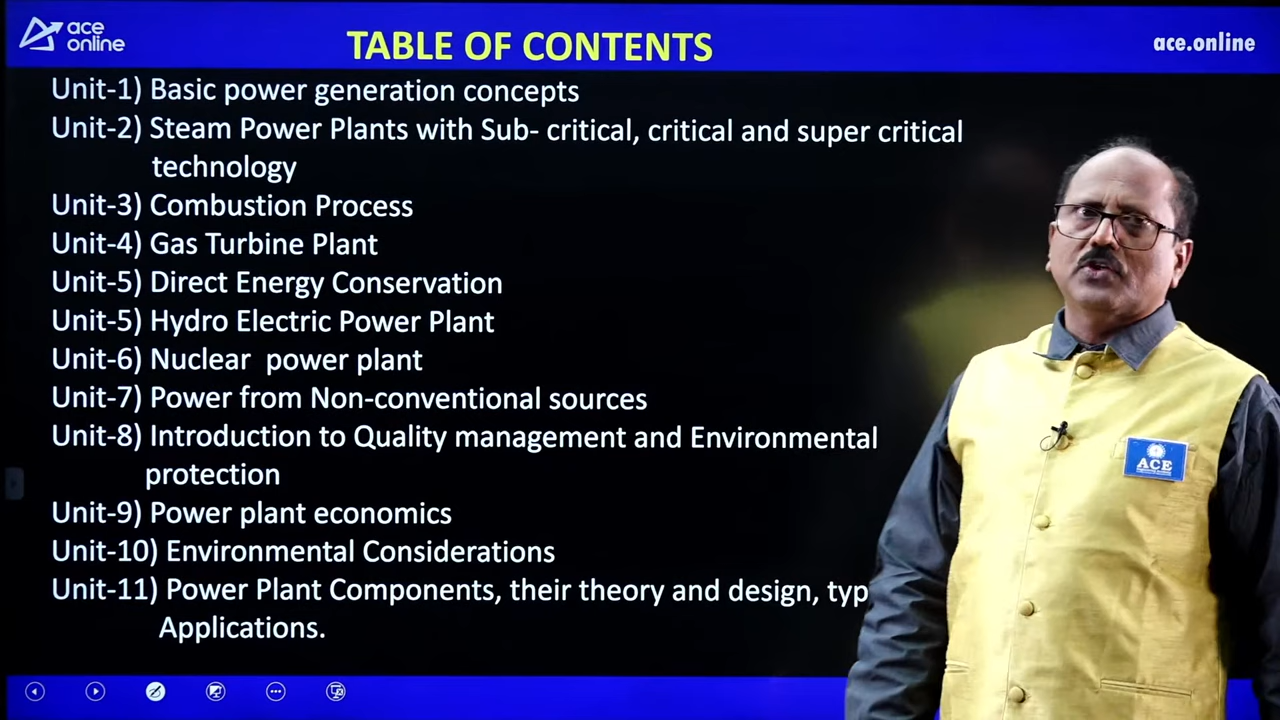 ace
online
TABLE OF CONTENTS
ace.online
Unit-1) Basic power generation concepts
Unit-2) Steam Power Plants with Sub- critical, critical and super critical
technology
Unit-3) Combustion Process
Unit-4) Gas Turbine Plant
Unit-5) Direct Energy Conservation
Unit-5) Hydro Electric Power Plant
Unit-6) Nuclear power plant
Unit-7) Power from Non-conventional sources
Unit-8) Introduction to Quality management and Environmental
protection
Unit-9) Power plant economics
Unit-10) Environmental Considerations
Unit-11) Power Plant Components, their theory and design, typ
Applications.
ACE